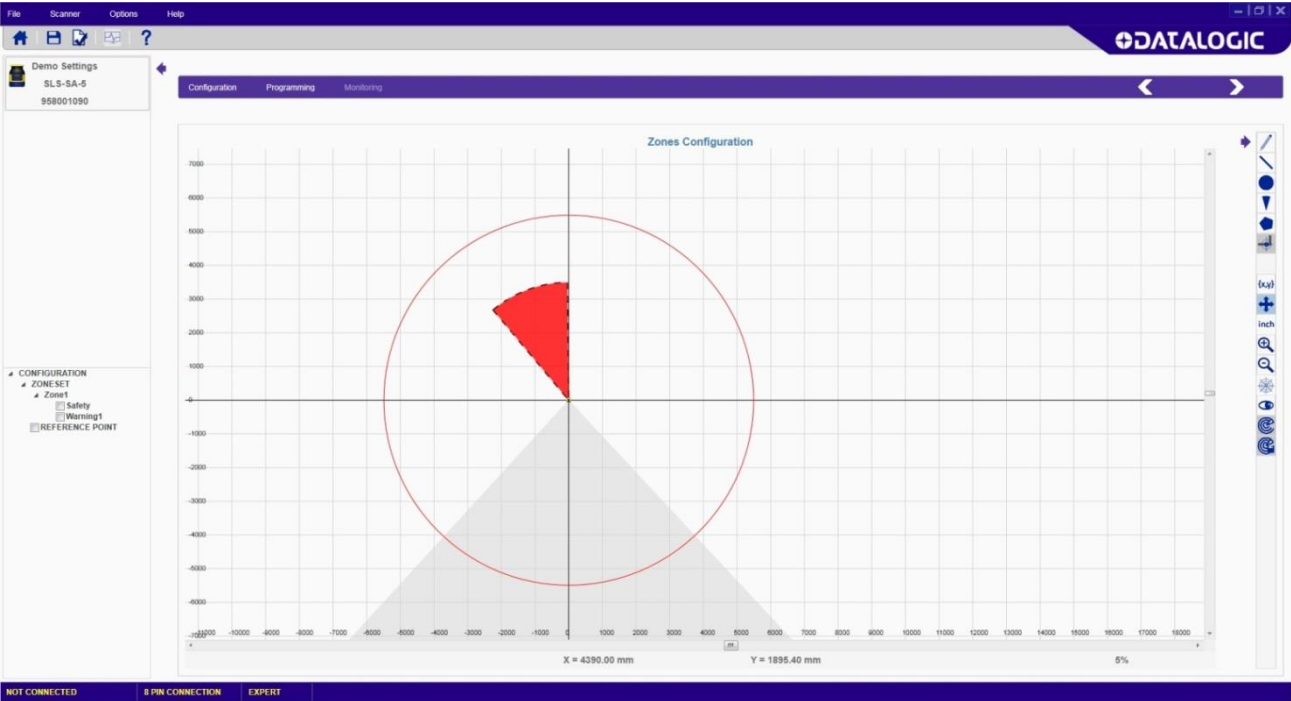 File Scanner Options Help
DATALOGIC
Demo Settings
SLS-SA-5
958001090
Configuration Programming Monitoring
Zones Configuration
7000
6000
5000
4000
3000
2000
1000
0
-1000
-2000
-3000
-4000
-5000
-6000
-10000 -9000 -8000 -7000 -6000 -5000 -4000 -3000 -2000 -1000 0 1000 2000 3000 4000 5000 6000 7000 8000 9000 10000 11000 12000 13000 14000 15000 16000 17000 18000
{x,y}
inch
CONFIGURATION
ZONESET
Zone1
Safety
Warning1
REFERENCE POINT
X = 4390.00 mm Y = 1895.40 mm 5%
NOT CONNECTED 8 PIN CONNECTION EXPERT